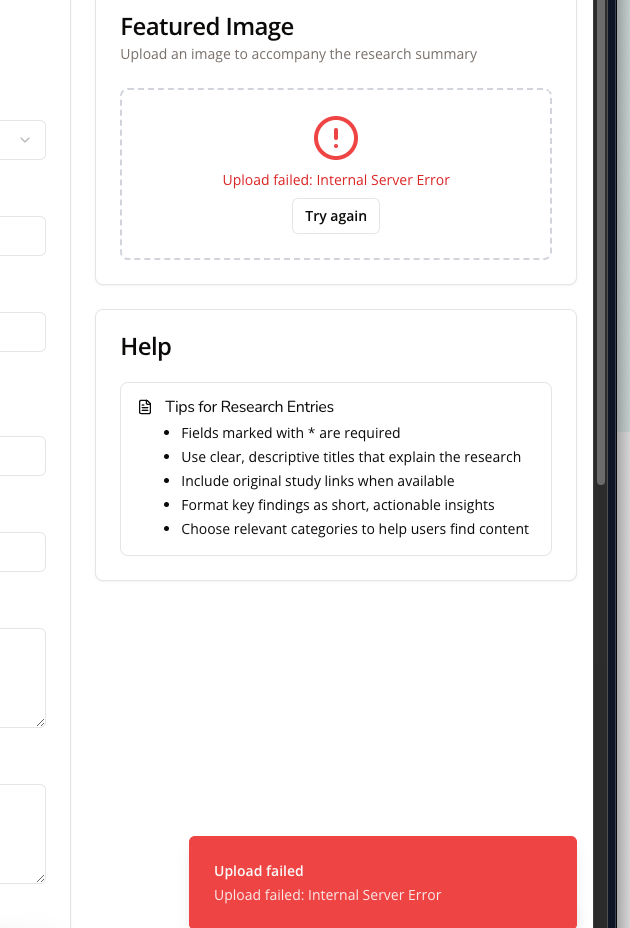 Featured Image
Upload an image to accompany the research summary
Upload failed: Internal Server Error
Try again
Help
Tips for Research Entries
Fields marked with * are required
Use clear, descriptive titles that explain the research
Include original study links when available
Format key findings as short, actionable insights
Choose relevant categories to help users find content
Upload failed
Upload failed: Internal Server Error